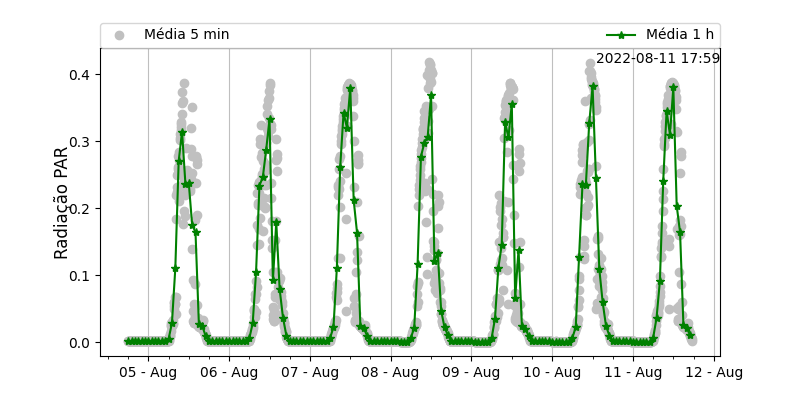 Média 5 min
Média 1 h
2022-08-11 17:59
Radiação PAR
0.4
0.3
0.2
0.1
0.0
05 - Aug
06 - Aug
07 - Aug
08 - Aug
09 - Aug
10 - Aug
11 - Aug
12 - Aug